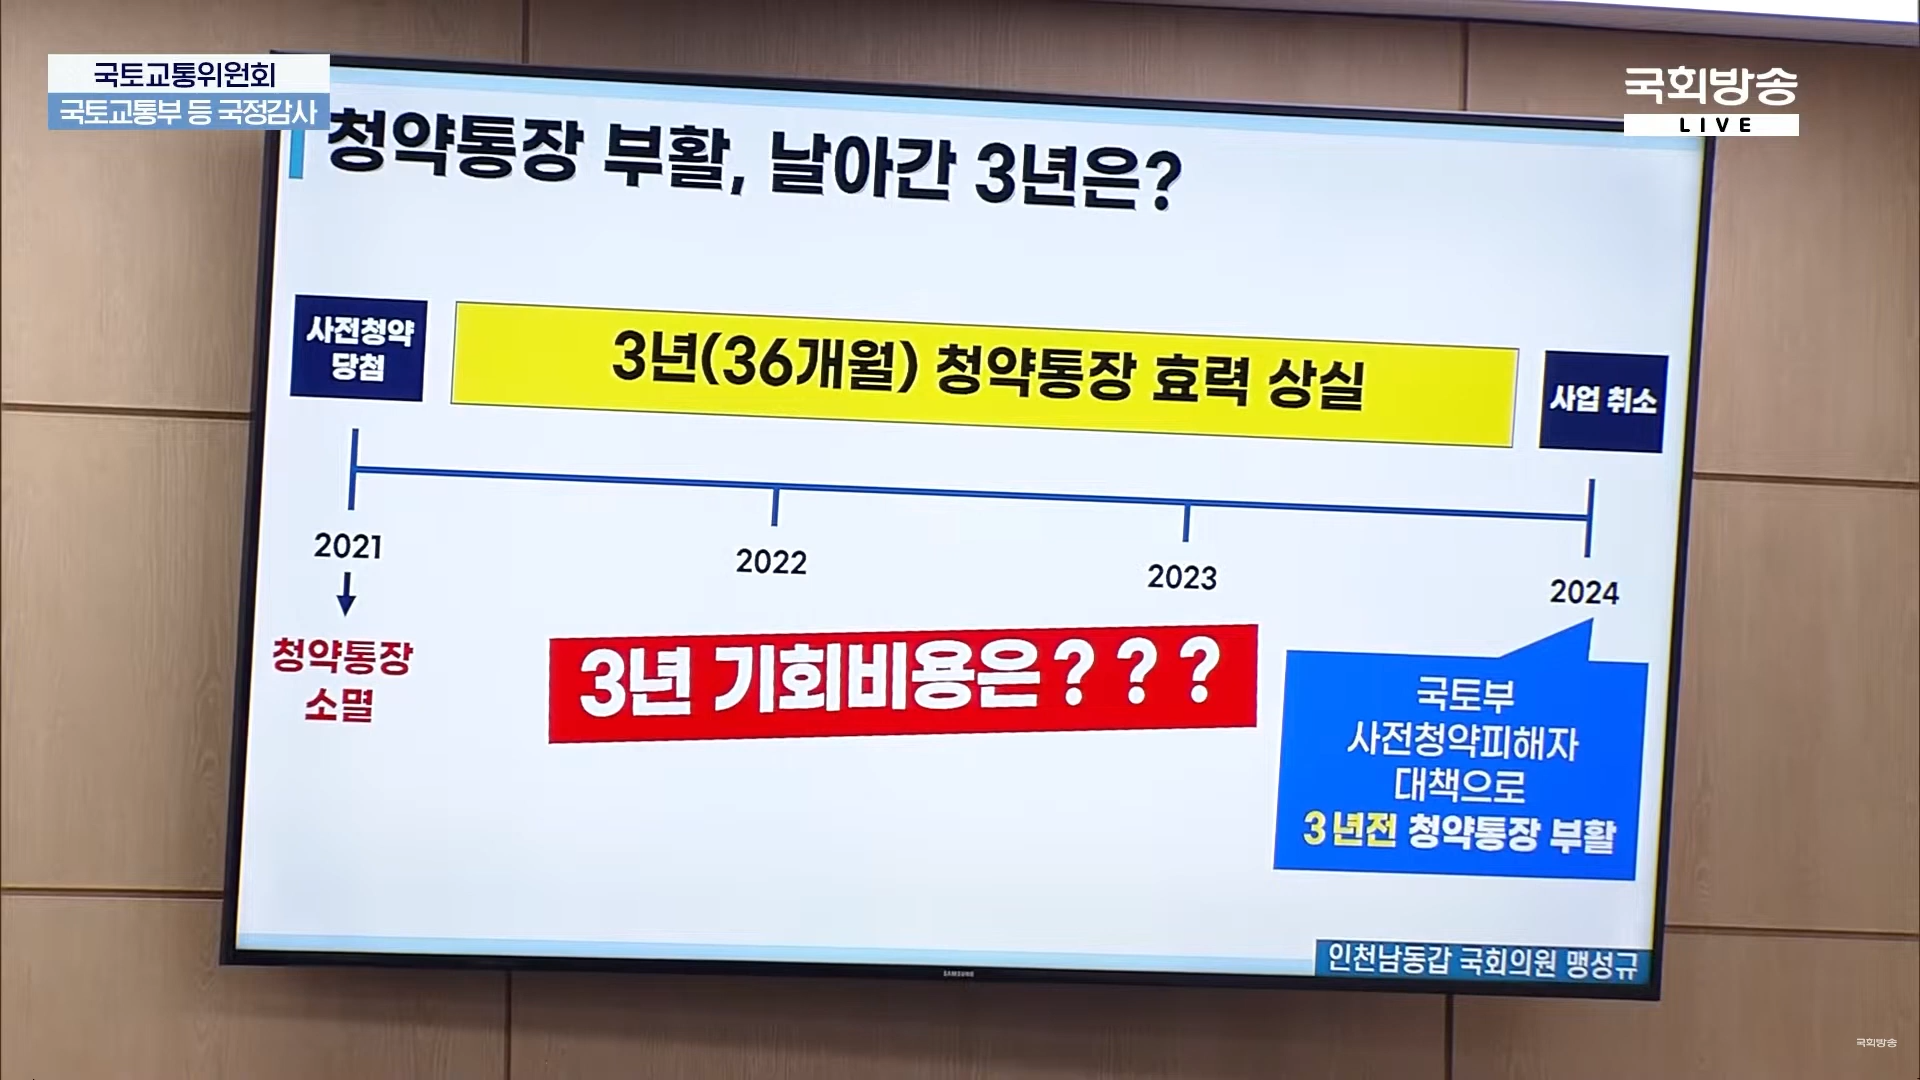 국토교통위원회
국토교통부 등 국정감사
국회방송
LIVE
청약통장 부활, 날아간 3년은?
사전청약
당첨
3년(36개월) 청약통장 효력 상실
사업 취소
2021
2022
2023
2024
청약통장
소멸
3년 기회비용은???
국토부
사전청약피해자
대책으로
3년전 청약통장 부활
인천남동갑 국회의원 맹성규
SAMSUNG
국회방송